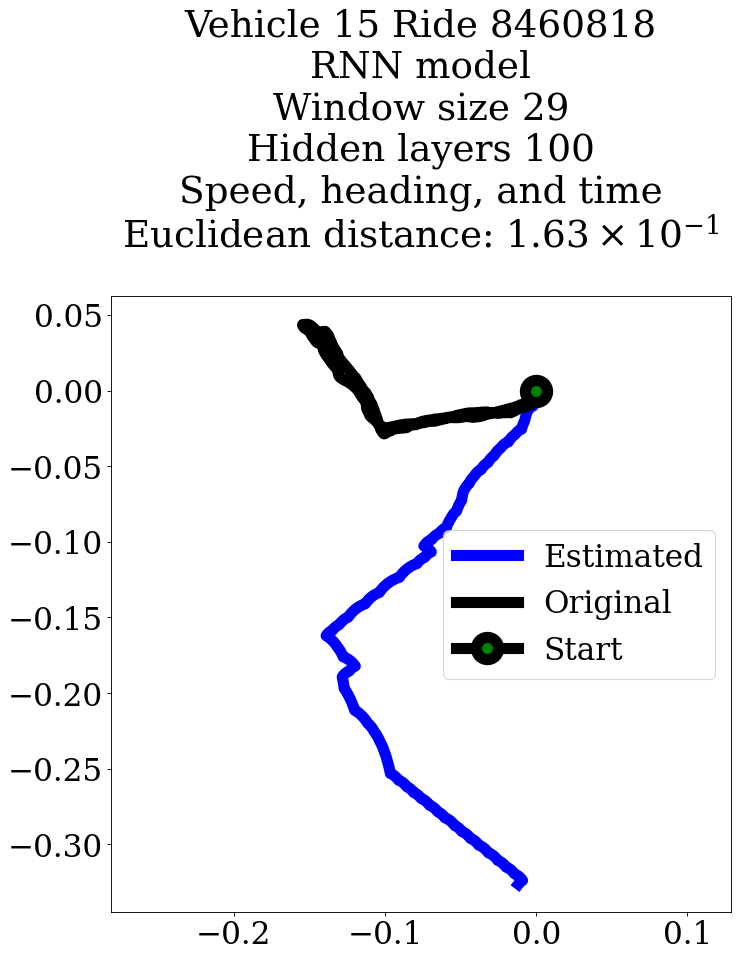 Vehicle 15 Ride 8460818
RNN model
Window size 29
Hidden layers 100
Speed, heading, and time
Euclidean distance: 1.63 × 10⁻¹
0.05
0.00
−0.05
−0.10
−0.15
−0.20
−0.25
−0.30
Estimated
Original
Start
−0.2 −0.1 0.0 0.1